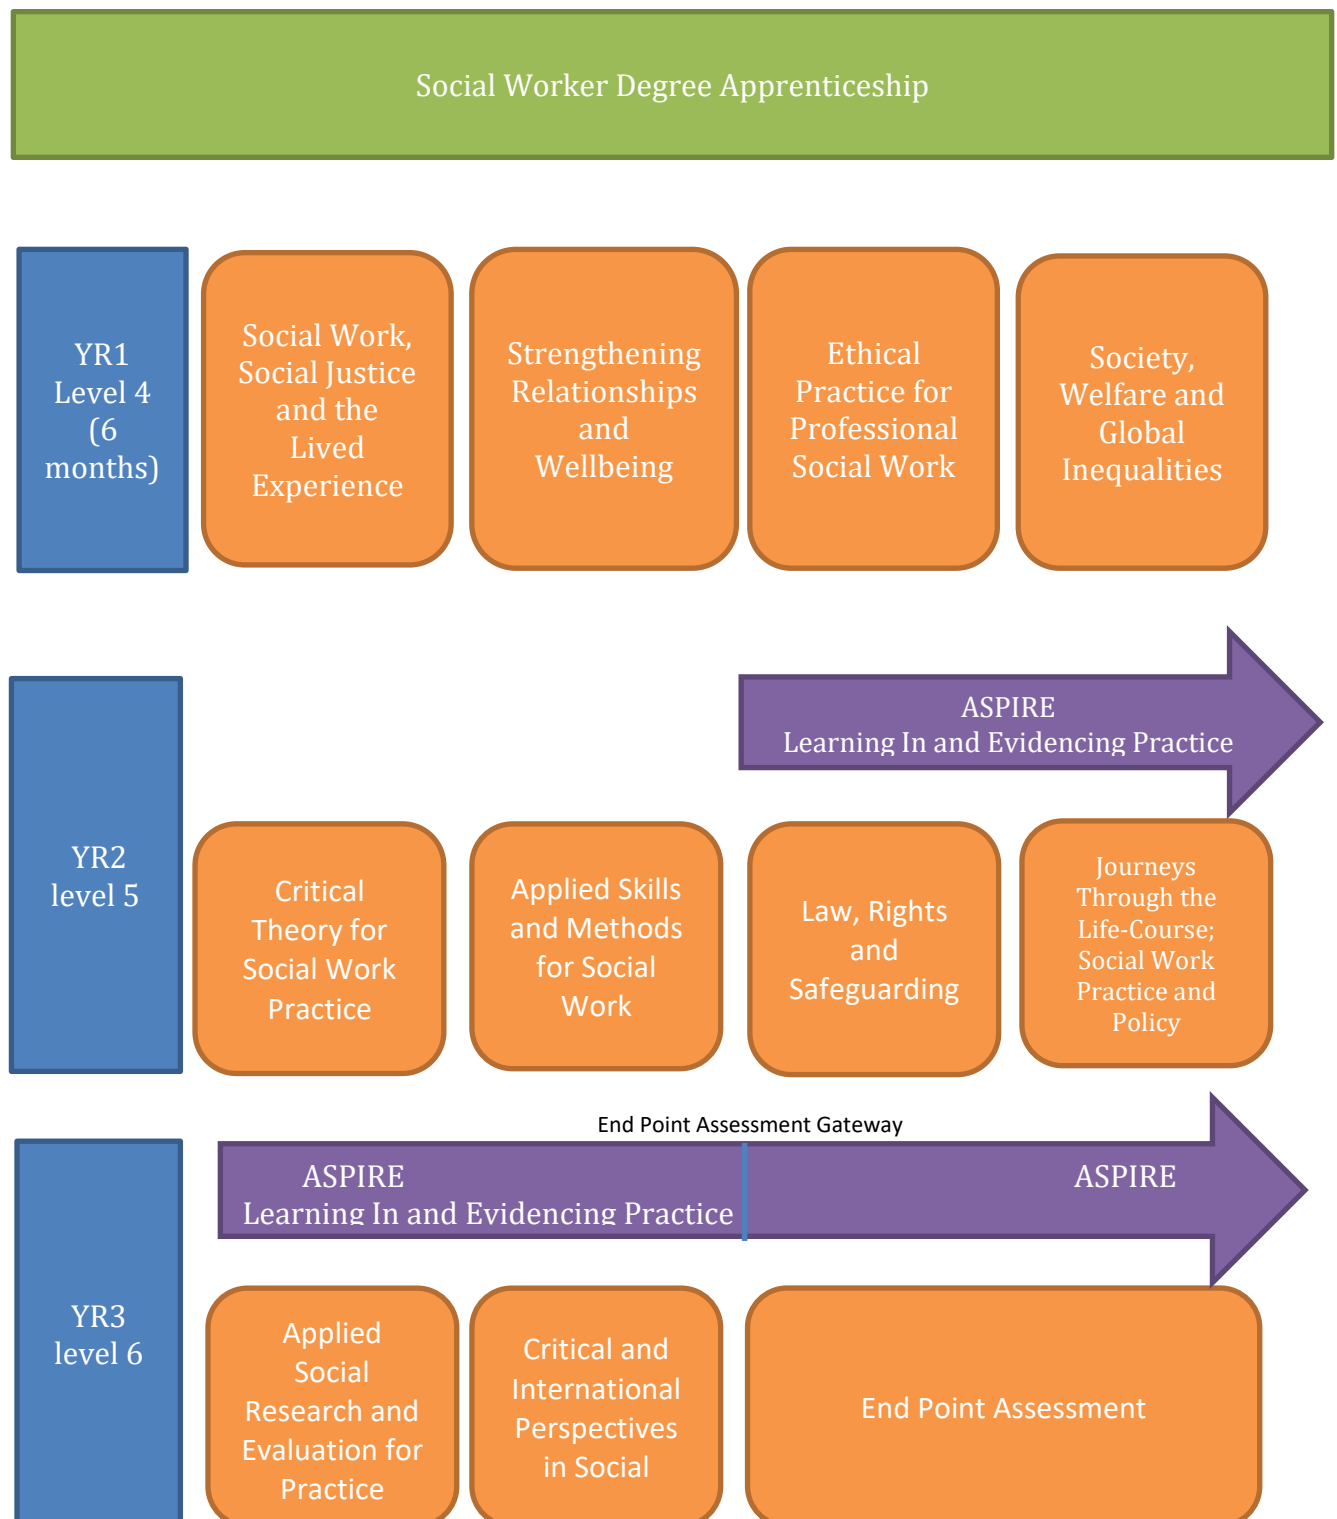 Social Worker Degree Apprenticeship
YR1
Level 4
(6
months)
Social Work,
Social Justice
and the
Lived
Experience
Strengthening
Relationships
and
Wellbeing
Ethical
Practice for
Professional
Social Work
Society,
Welfare and
Global
Inequalities
ASPIRE
Learning In and Evidencing Practice
YR2
level 5
Critical
Theory for
Social Work
Practice
Applied Skills
and Methods
for Social
Work
Law, Rights
and
Safeguarding
Journeys
Through the
Life-Course;
Social Work
Practice and
Policy
End Point Assessment Gateway
ASPIRE
Learning In and Evidencing Practice
ASPIRE
YR3
level 6
Applied
Social
Research and
Evaluation for
Practice
Critical and
International
Perspectives
in Social
End Point Assessment